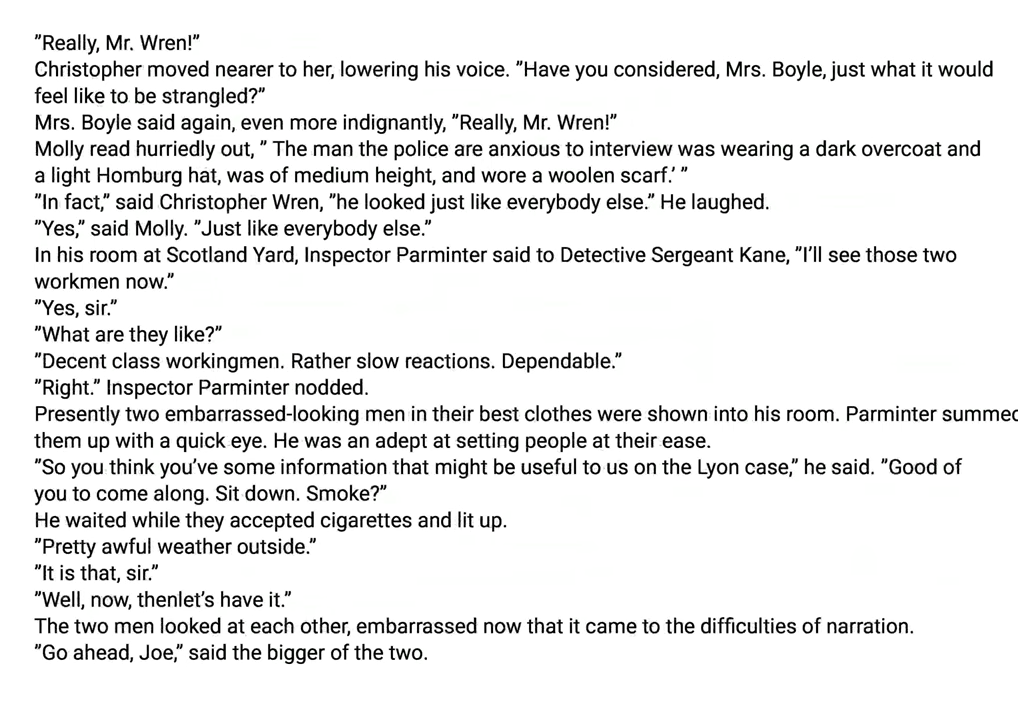 "Really, Mr. Wren!"
Christopher moved nearer to her, lowering his voice. "Have you considered, Mrs. Boyle, just what it would
feel like to be strangled?"
Mrs. Boyle said again, even more indignantly, "Really, Mr. Wren!"
Molly read hurriedly out, " The man the police are anxious to interview was wearing a dark overcoat and
a light Homburg hat, was of medium height, and wore a woolen scarf.' "
"In fact," said Christopher Wren, "he looked just like everybody else." He laughed.
"Yes," said Molly. "Just like everybody else."
In his room at Scotland Yard, Inspector Parminter said to Detective Sergeant Kane, "I'll see those two
workmen now."
"Yes, sir."
"What are they like?"
"Decent class workingmen. Rather slow reactions. Dependable."
"Right." Inspector Parminter nodded.
Presently two embarrassed-looking men in their best clothes were shown into his room. Parminter summed
them up with a quick eye. He was an adept at setting people at their ease.
"So you think you've some information that might be useful to us on the Lyon case," he said. "Good of
you to come along. Sit down. Smoke?"
He waited while they accepted cigarettes and lit up.
"Pretty awful weather outside."
"It is that, sir."
"Well, now, thenlet's have it."
The two men looked at each other, embarrassed now that it came to the difficulties of narration.
"Go ahead, Joe," said the bigger of the two.